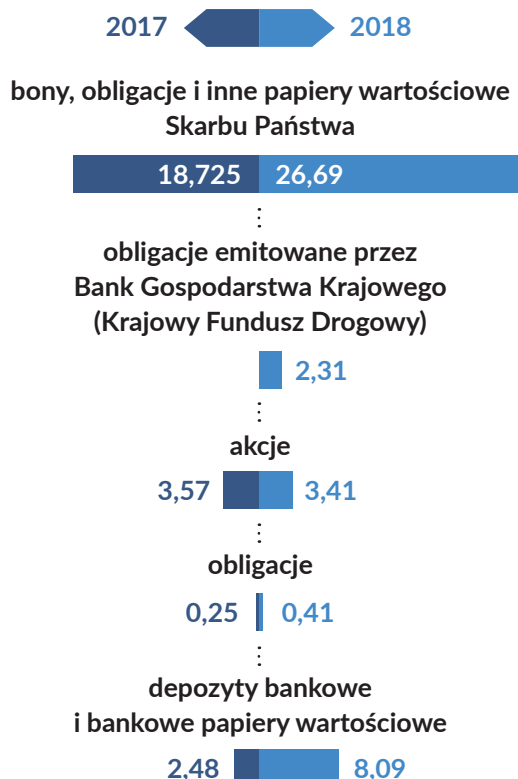 2017 2018
bony, obligacje i inne papiery wartościowe
Skarbu Państwa
18,725 26,69
obligacje emitowane przez
Bank Gospodarstwa Krajowego
(Krajowy Fundusz Drogowy)
2,31
akcje
3,57 3,41
obligacje
0,25 0,41
depozyty bankowe
i bankowe papiery wartościowe
2,48 8,09